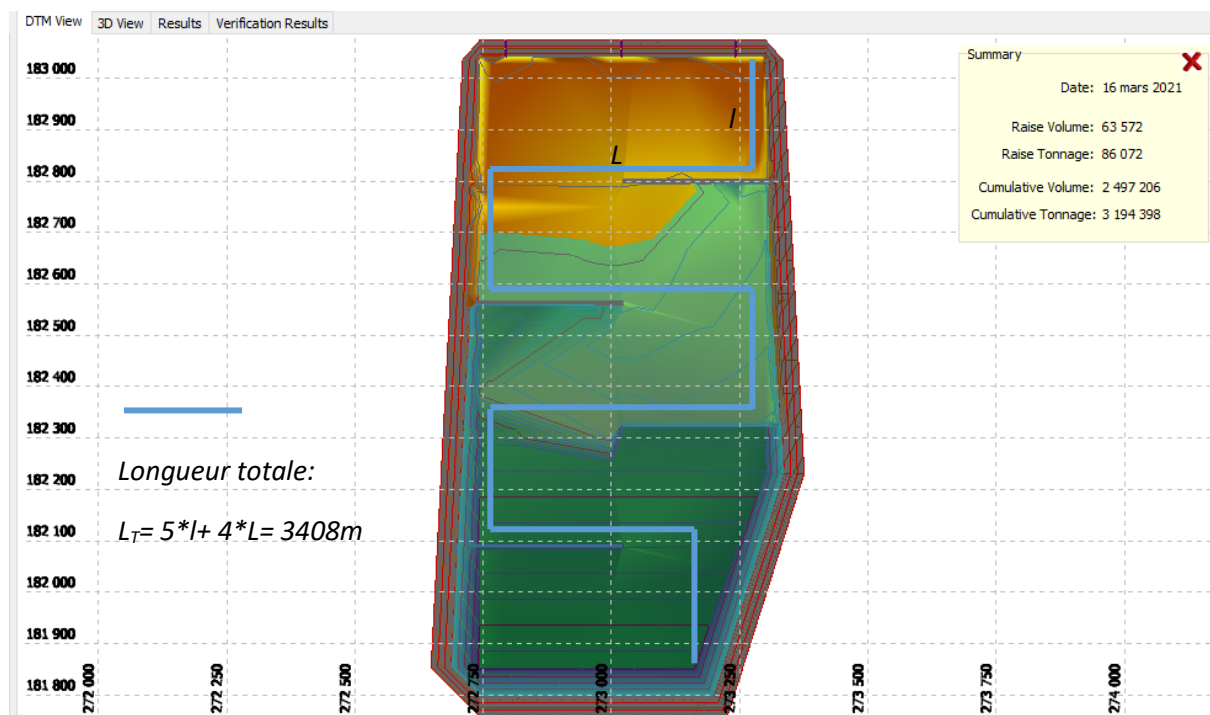 DTM View 3D View Results Verification Results
Summary
Date: 16 mars 2021
Raise Volume: 63 572
Raise Tonnage: 86 072
Cumulative Volume: 2 497 206
Cumulative Tonnage: 3 194 398
183 000
182 900
182 800
182 700
182 600
182 500
182 400
182 300
182 200
182 100
182 000
181 900
181 800
l
L
Longueur totale:
L_T= 5*l+ 4*L= 3408m
272 000
272 250
272 500
272 750
273 000
273 250
273 500
273 750
274 000